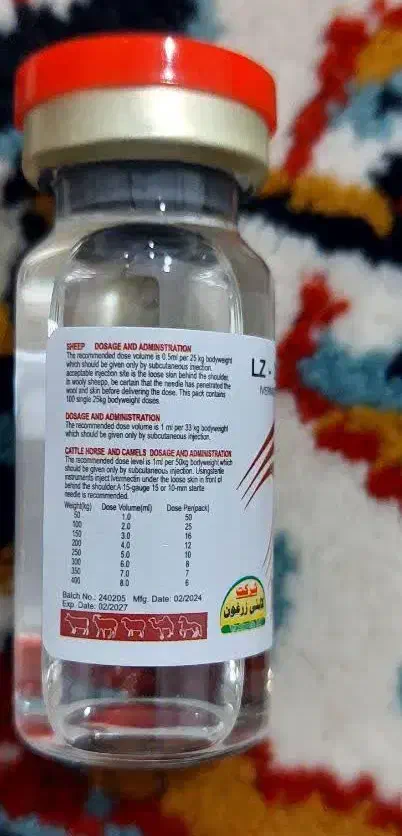 SHEEP DOSAGE AND ADMINSTRATION
The recommended dose volume is 0.5ml per 25 kg bodyweight
which should be given only by subcutaneous injection.
acceptable injection site is the loose skin behind the shoulder.
In wooly sheepp, be certain that the needle has penetrated the
wool and skin before delivering the dose. This pack contains
100 single 25kg bodyweight doses.
DOSAGE AND ADMINISTRATION
The recommended dose volume is 1 ml per 33 kg bodyweight
which should be given only by subcutaneous injection.
CATTLE HORSE AND CAMELS DOSAGE AND ADMINISTRATION
The recommended dose level is 1ml per 50kg bodyweight which
should be given only by subcutaneous injection. Usingsterile
instruments inject Ivormectin under the loose skin in front of
behind the shoulder.A-15-gauge 15 or 10-mm sterite
needle is recommended.
Weight(kg) Dose Volume(ml) Dose Per(pack)
50 1.0 50
100 2.0 25
150 3.0 16
200 4.0 12
250 5.0 10
300 6.0 8
350 7.0 7
400 8.0 6
Batch No.: 240205 Mfg. Date: 02/2024
Exp. Date: 02/2027
LZ -
شرکت
زرغون